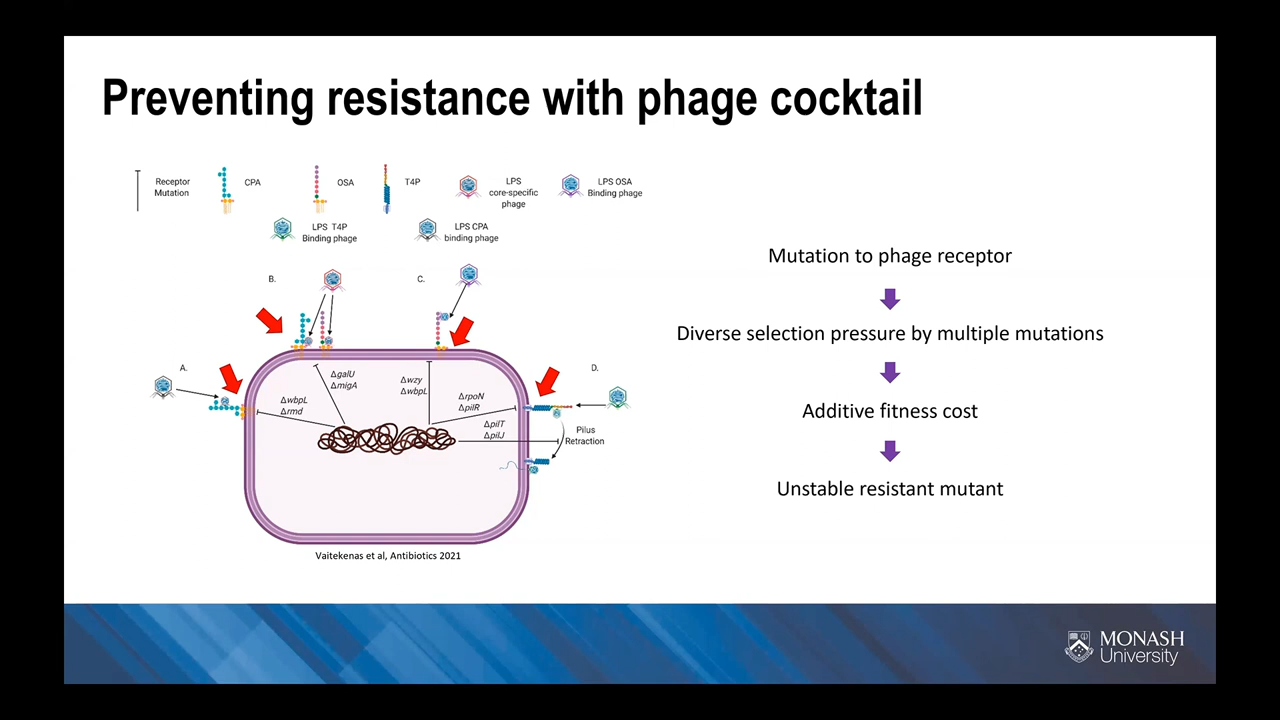 Preventing resistance with phage cocktail
Receptor
Mutation
CPA
OSA
T4P
LPS
core-specific
phage
LPS OSA
Binding phage
LPS T4P
Binding phage
LPS CPA
binding phage
B.
C.
A.
D.
ΔgalU
ΔmigA
ΔwbpL
Δrmd
Δwzy
ΔwbpL
ΔrpoN
ΔpilR
ΔpilT
ΔpilJ
Pilus
Retraction
Vaitekenas et al, Antibiotics 2021
Mutation to phage receptor
Diverse selection pressure by multiple mutations
Additive fitness cost
Unstable resistant mutant
MONASH
University